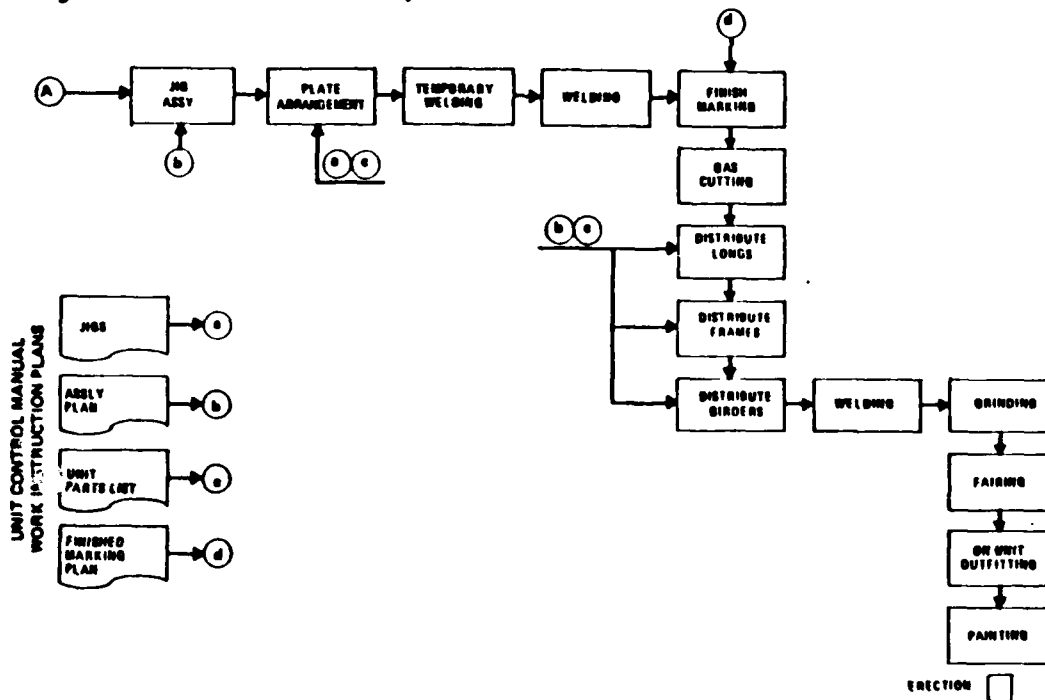 d
A
JIG
ASSY
PLATE
ARRANGEMENT
TEMPORARY
WELDING
WELDING
FINISH
MARKING
b
c
GAS
CUTTING
b c
DISTRIBUTE
LONGS
DISTRIBUTE
FRAMES
DISTRIBUTE
GIRDERS
WELDING
GRINDING
FAIRING
ON UNIT
OUTFITTING
PAINTING
ERECTION
UNIT CONTROL MANUAL
WORK INSTRUCTION PLANS
JIGS
ASSLY
PLAN
b
UNIT
PARTS LIST
FINISHED
MARKING
PLAN
d